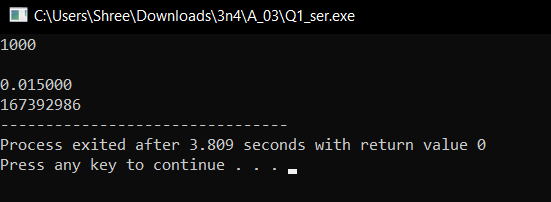 C:\Users\Shree\Downloads\3n4\A_03\Q1_ser.exe
1000
0.015000
167392986
--------------------------------
Process exited after 3.809 seconds with return value 0
Press any key to continue . . .